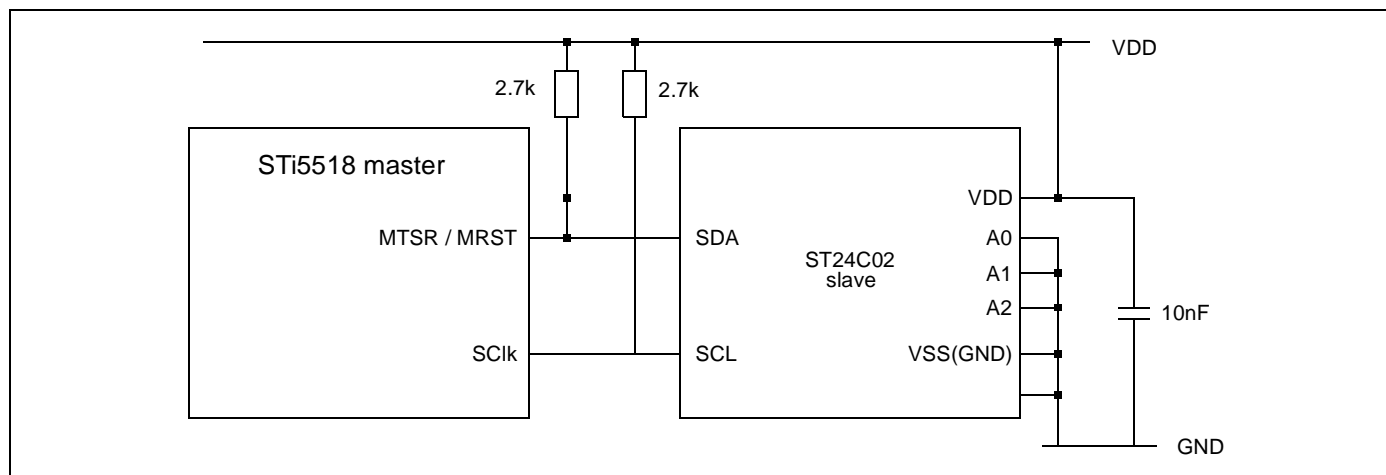 VDD
2.7k
2.7k
STi5518 master
VDD
MTSR / MRST
SDA
A0
ST24C02
slave
A1
A2
10nF
SClk
SCL
VSS(GND)
GND